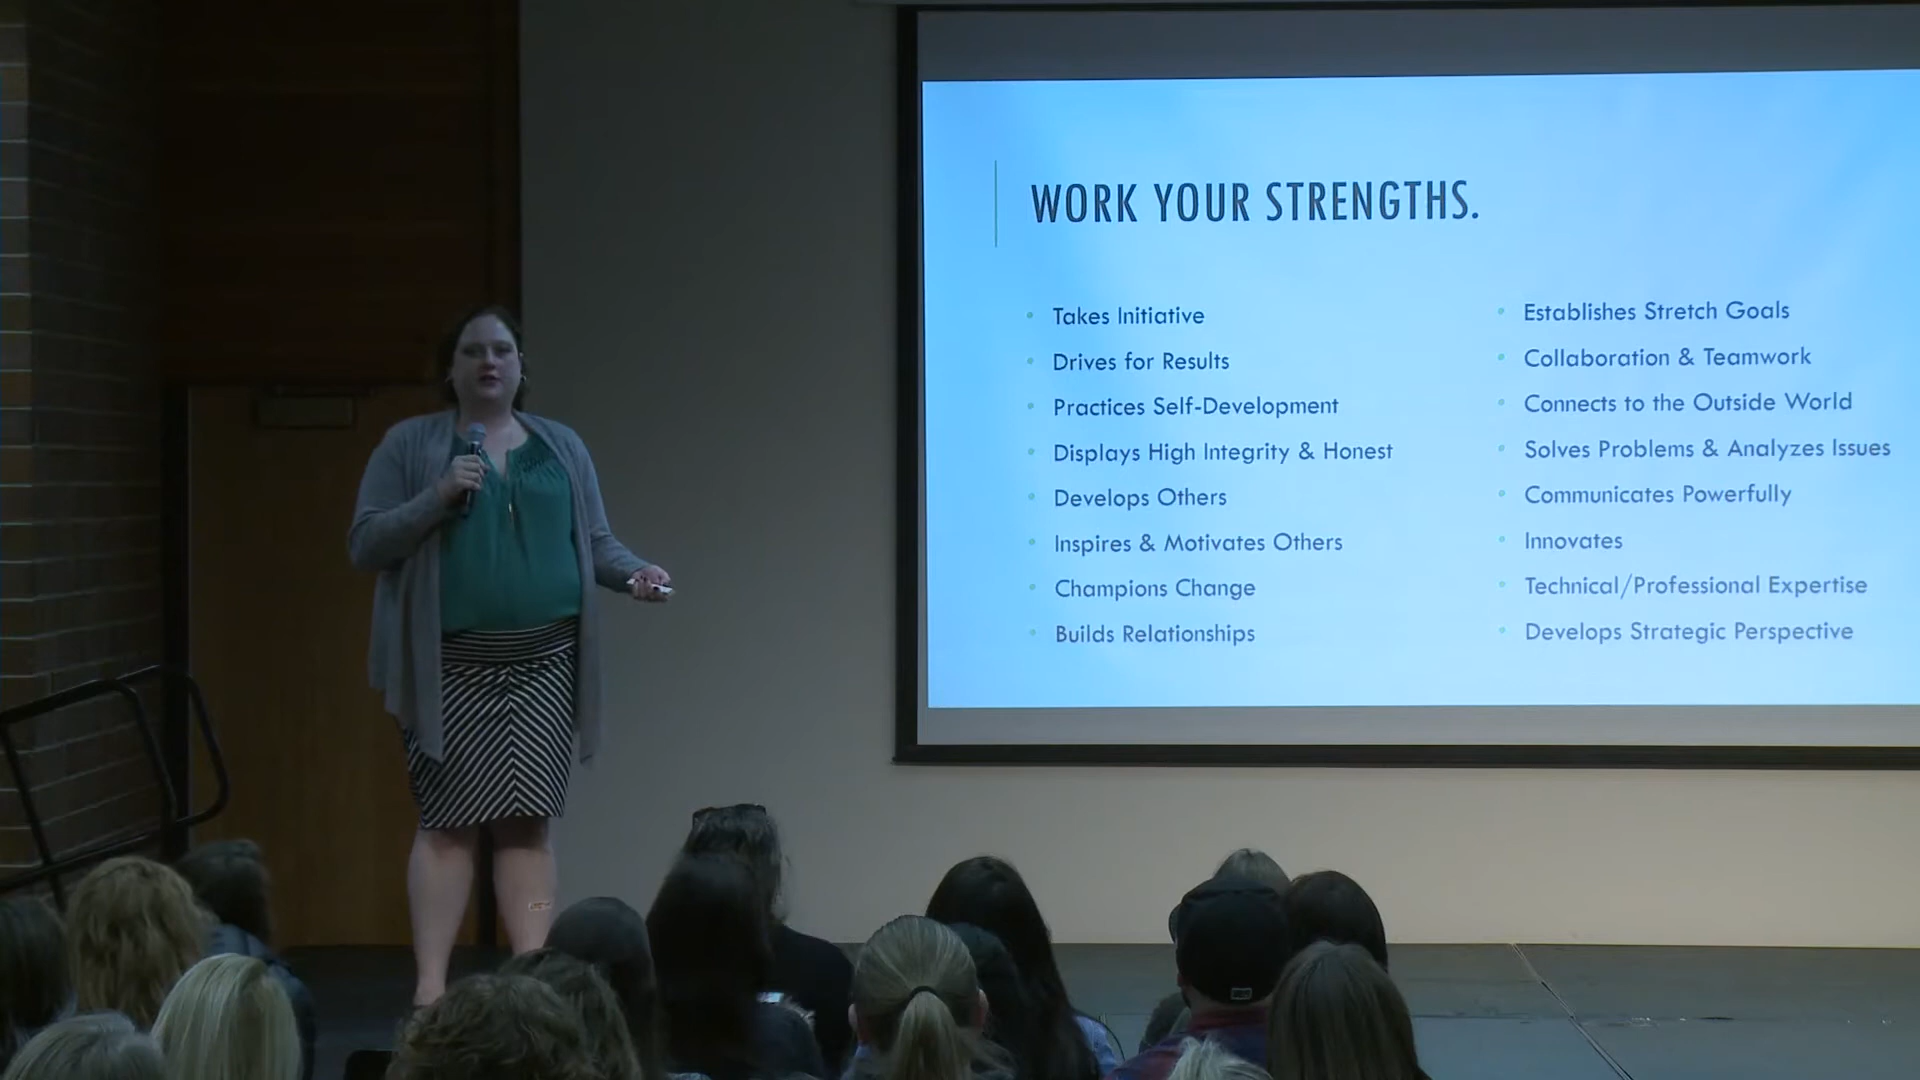 WORK YOUR STRENGTHS.
Takes Initiative
Drives for Results
Practices Self-Development
Displays High Integrity & Honest
Develops Others
Inspires & Motivates Others
Champions Change
Builds Relationships
Establishes Stretch Goals
Collaboration & Teamwork
Connects to the Outside World
Solves Problems & Analyzes Issues
Communicates Powerfully
Innovates
Technical/Professional Expertise
Develops Strategic Perspective